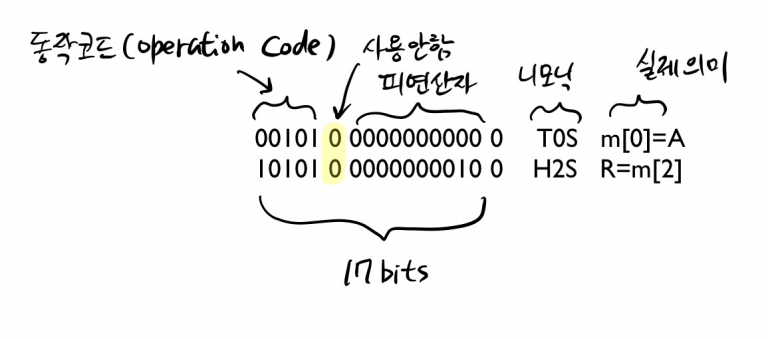 동작코드(operation Code) 사용안함
피연산자 니모닉 실제의미
00101 0 0000000000 0 T0S m[0]=A
10101 0 0000000010 0 H2S R=m[2]
17 bits